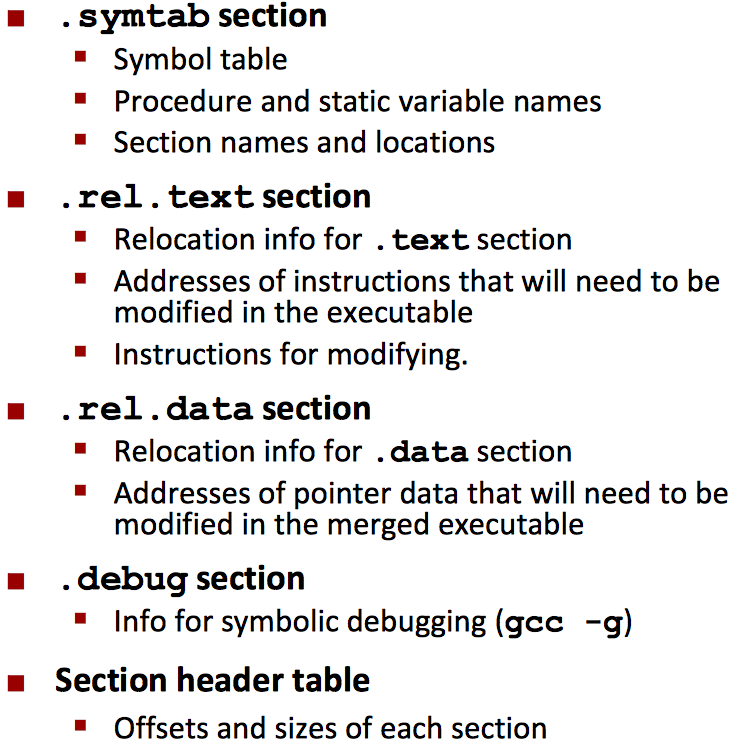 .symtab section
Symbol table
Procedure and static variable names
Section names and locations
.rel.text section
Relocation info for .text section
Addresses of instructions that will need to be
modified in the executable
Instructions for modifying.
.rel.data section
Relocation info for .data section
Addresses of pointer data that will need to be
modified in the merged executable
.debug section
Info for symbolic debugging (gcc -g)
Section header table
Offsets and sizes of each section